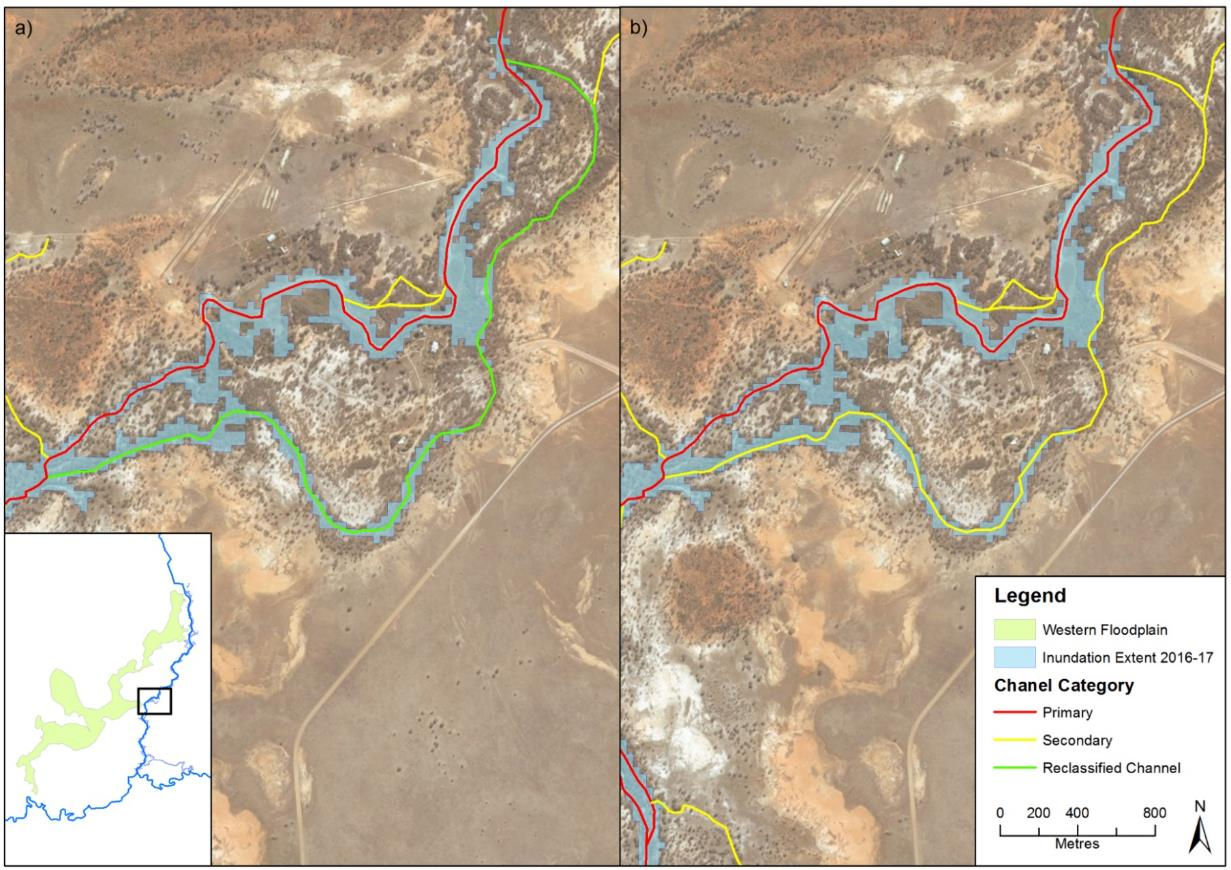 a)
b)
Legend
Western Floodplain
Inundation Extent 2016-17
Chanel Category
Primary
Secondary
Reclassified Channel
0 200 400 800
Metres
N